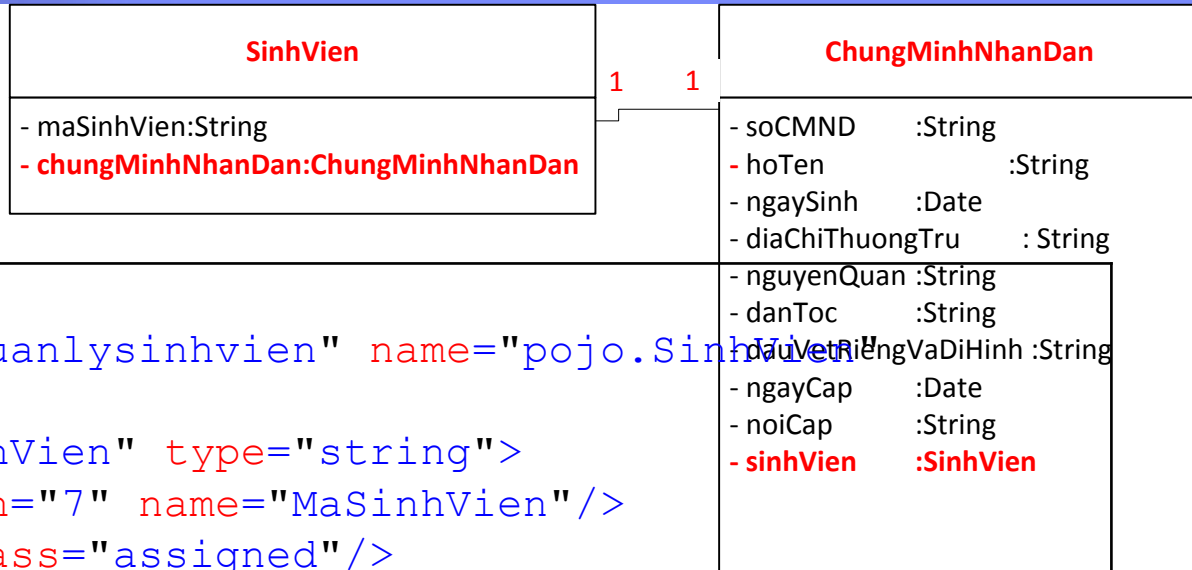 SinhVien
- maSinhVien:String
- chungMinhNhanDan:ChungMinhNhanDan
1 1
ChungMinhNhanDan
- soCMND :String
- hoTen :String
- ngaySinh :Date
- diaChiThuongTru : String
- nguyenQuan :String
- danToc :String
- dauVetRiengVaDiHinh :String
- ngayCap :Date
- noiCap :String
- sinhVien :SinhVien
uanlysinhvien" name="pojo.SinhVien"
hVien" type="string">
h="7" name="MaSinhVien"/>
ass="assigned"/>